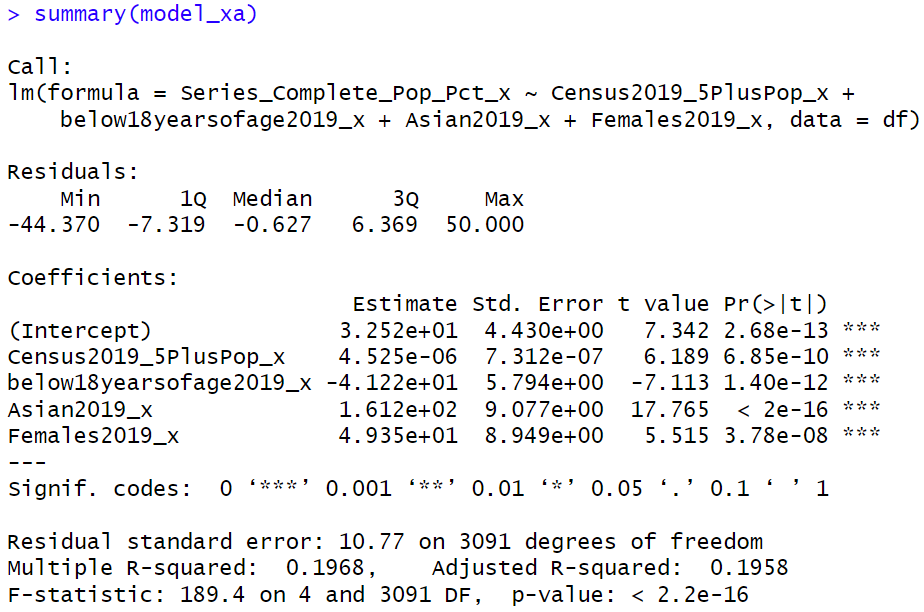 > summary(model_xa)
Call:
lm(formula = Series_Complete_Pop_Pct_x ~ Census2019_5PlusPop_x +
    below18yearsofage2019_x + Asian2019_x + Females2019_x, data = df)
Residuals:
    Min      1Q  Median      3Q     Max
-44.370  -7.319  -0.627   6.369  50.000
Coefficients:
                          Estimate Std. Error t value Pr(>|t|)
(Intercept)              3.252e+01  4.430e+00   7.342 2.68e-13 ***
Census2019_5PlusPop_x    4.525e-06  7.312e-07   6.189 6.85e-10 ***
below18yearsofage2019_x -4.122e+01  5.794e+00  -7.113 1.40e-12 ***
Asian2019_x              1.612e+02  9.077e+00  17.765  < 2e-16 ***
Females2019_x            4.935e+01  8.949e+00   5.515 3.78e-08 ***
---
Signif. codes:  0 ‘***’ 0.001 ‘**’ 0.01 ‘*’ 0.05 ‘.’ 0.1 ‘ ’ 1
Residual standard error: 10.77 on 3091 degrees of freedom
Multiple R-squared:  0.1968,    Adjusted R-squared:  0.1958
F-statistic: 189.4 on 4 and 3091 DF,  p-value: < 2.2e-16